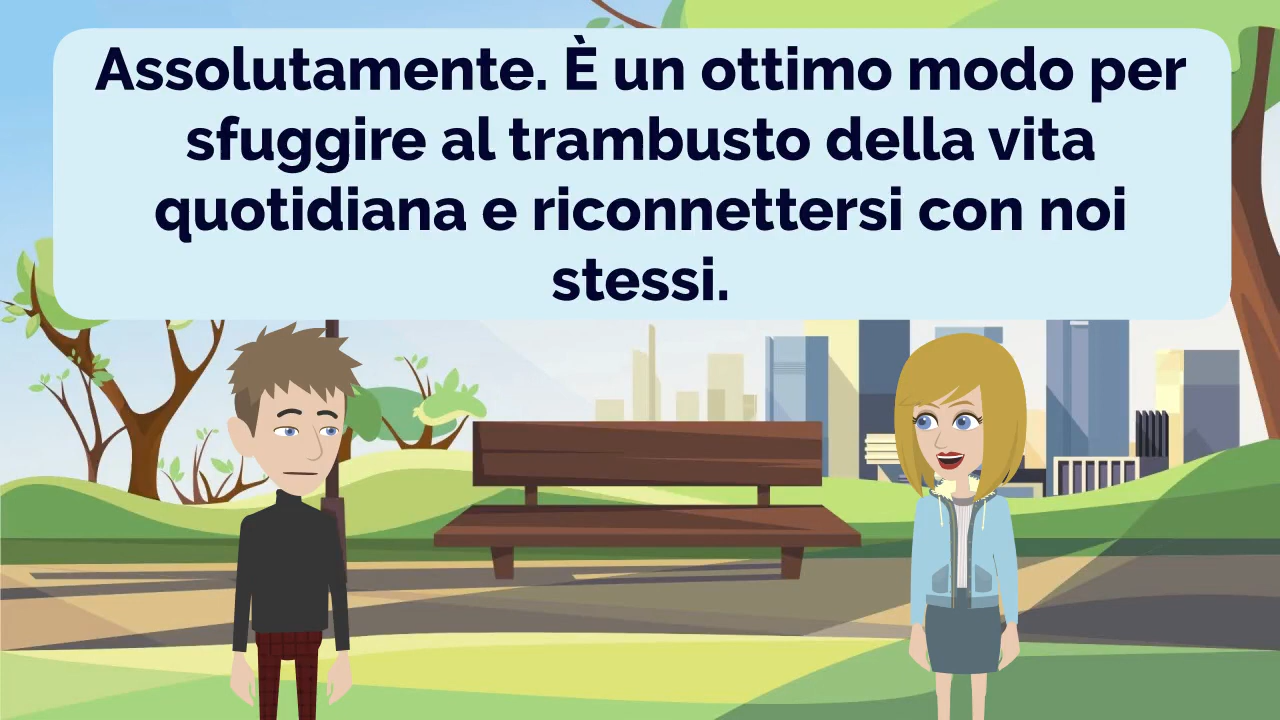 Assolutamente. È un ottimo modo per
sfuggire al trambusto della vita
quotidiana e riconnettersi con noi
stessi.